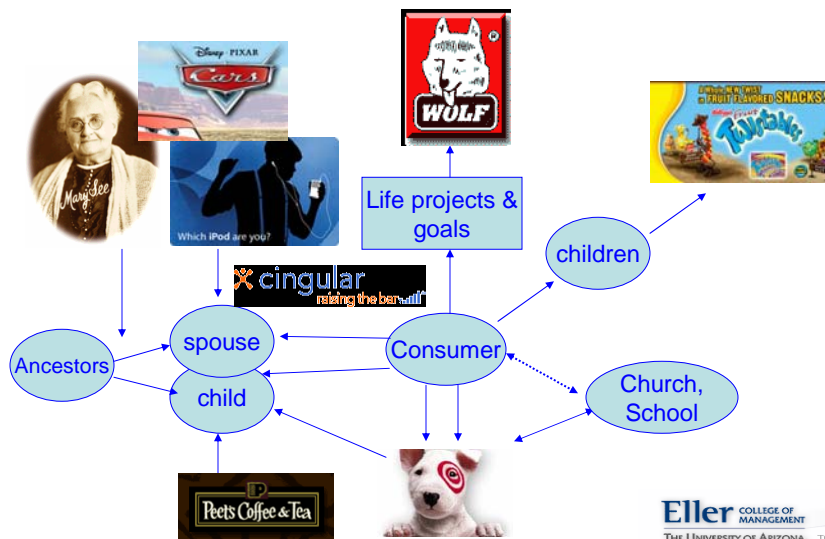 Disney · PIXAR
Cars
Mary See
Which iPod are you?
WOLF
®
A Whole NEW TWIST
on FRUIT FLAVORED SNACKS!
Twistables
Life projects &
goals
children
cingular
raising the bar
Ancestors
spouse
child
Consumer
Church,
School
Peet's Coffee & Tea
Eller COLLEGE OF
MANAGEMENT
THE UNIVERSITY OF ARIZONA